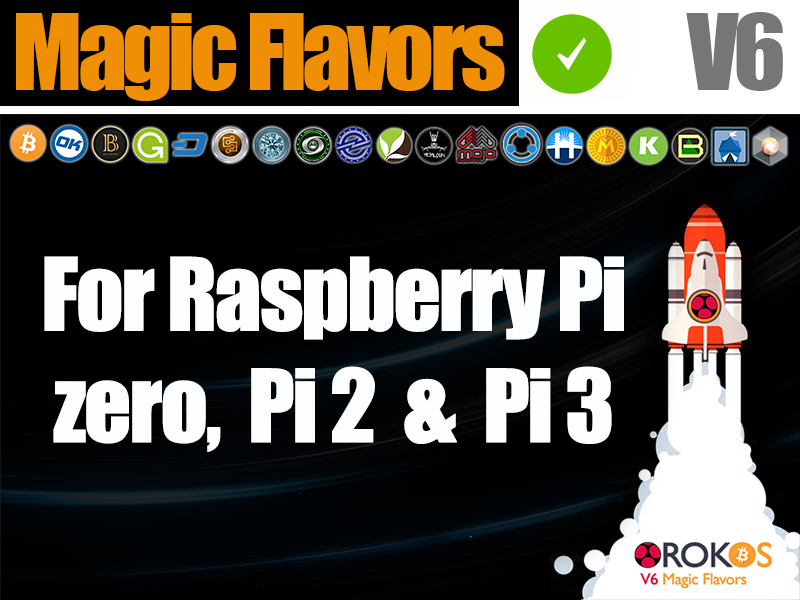 Magic Flavors V6
For Raspberry Pi
zero, Pi 2 & Pi 3
ROKOS
V6 Magic Flavors